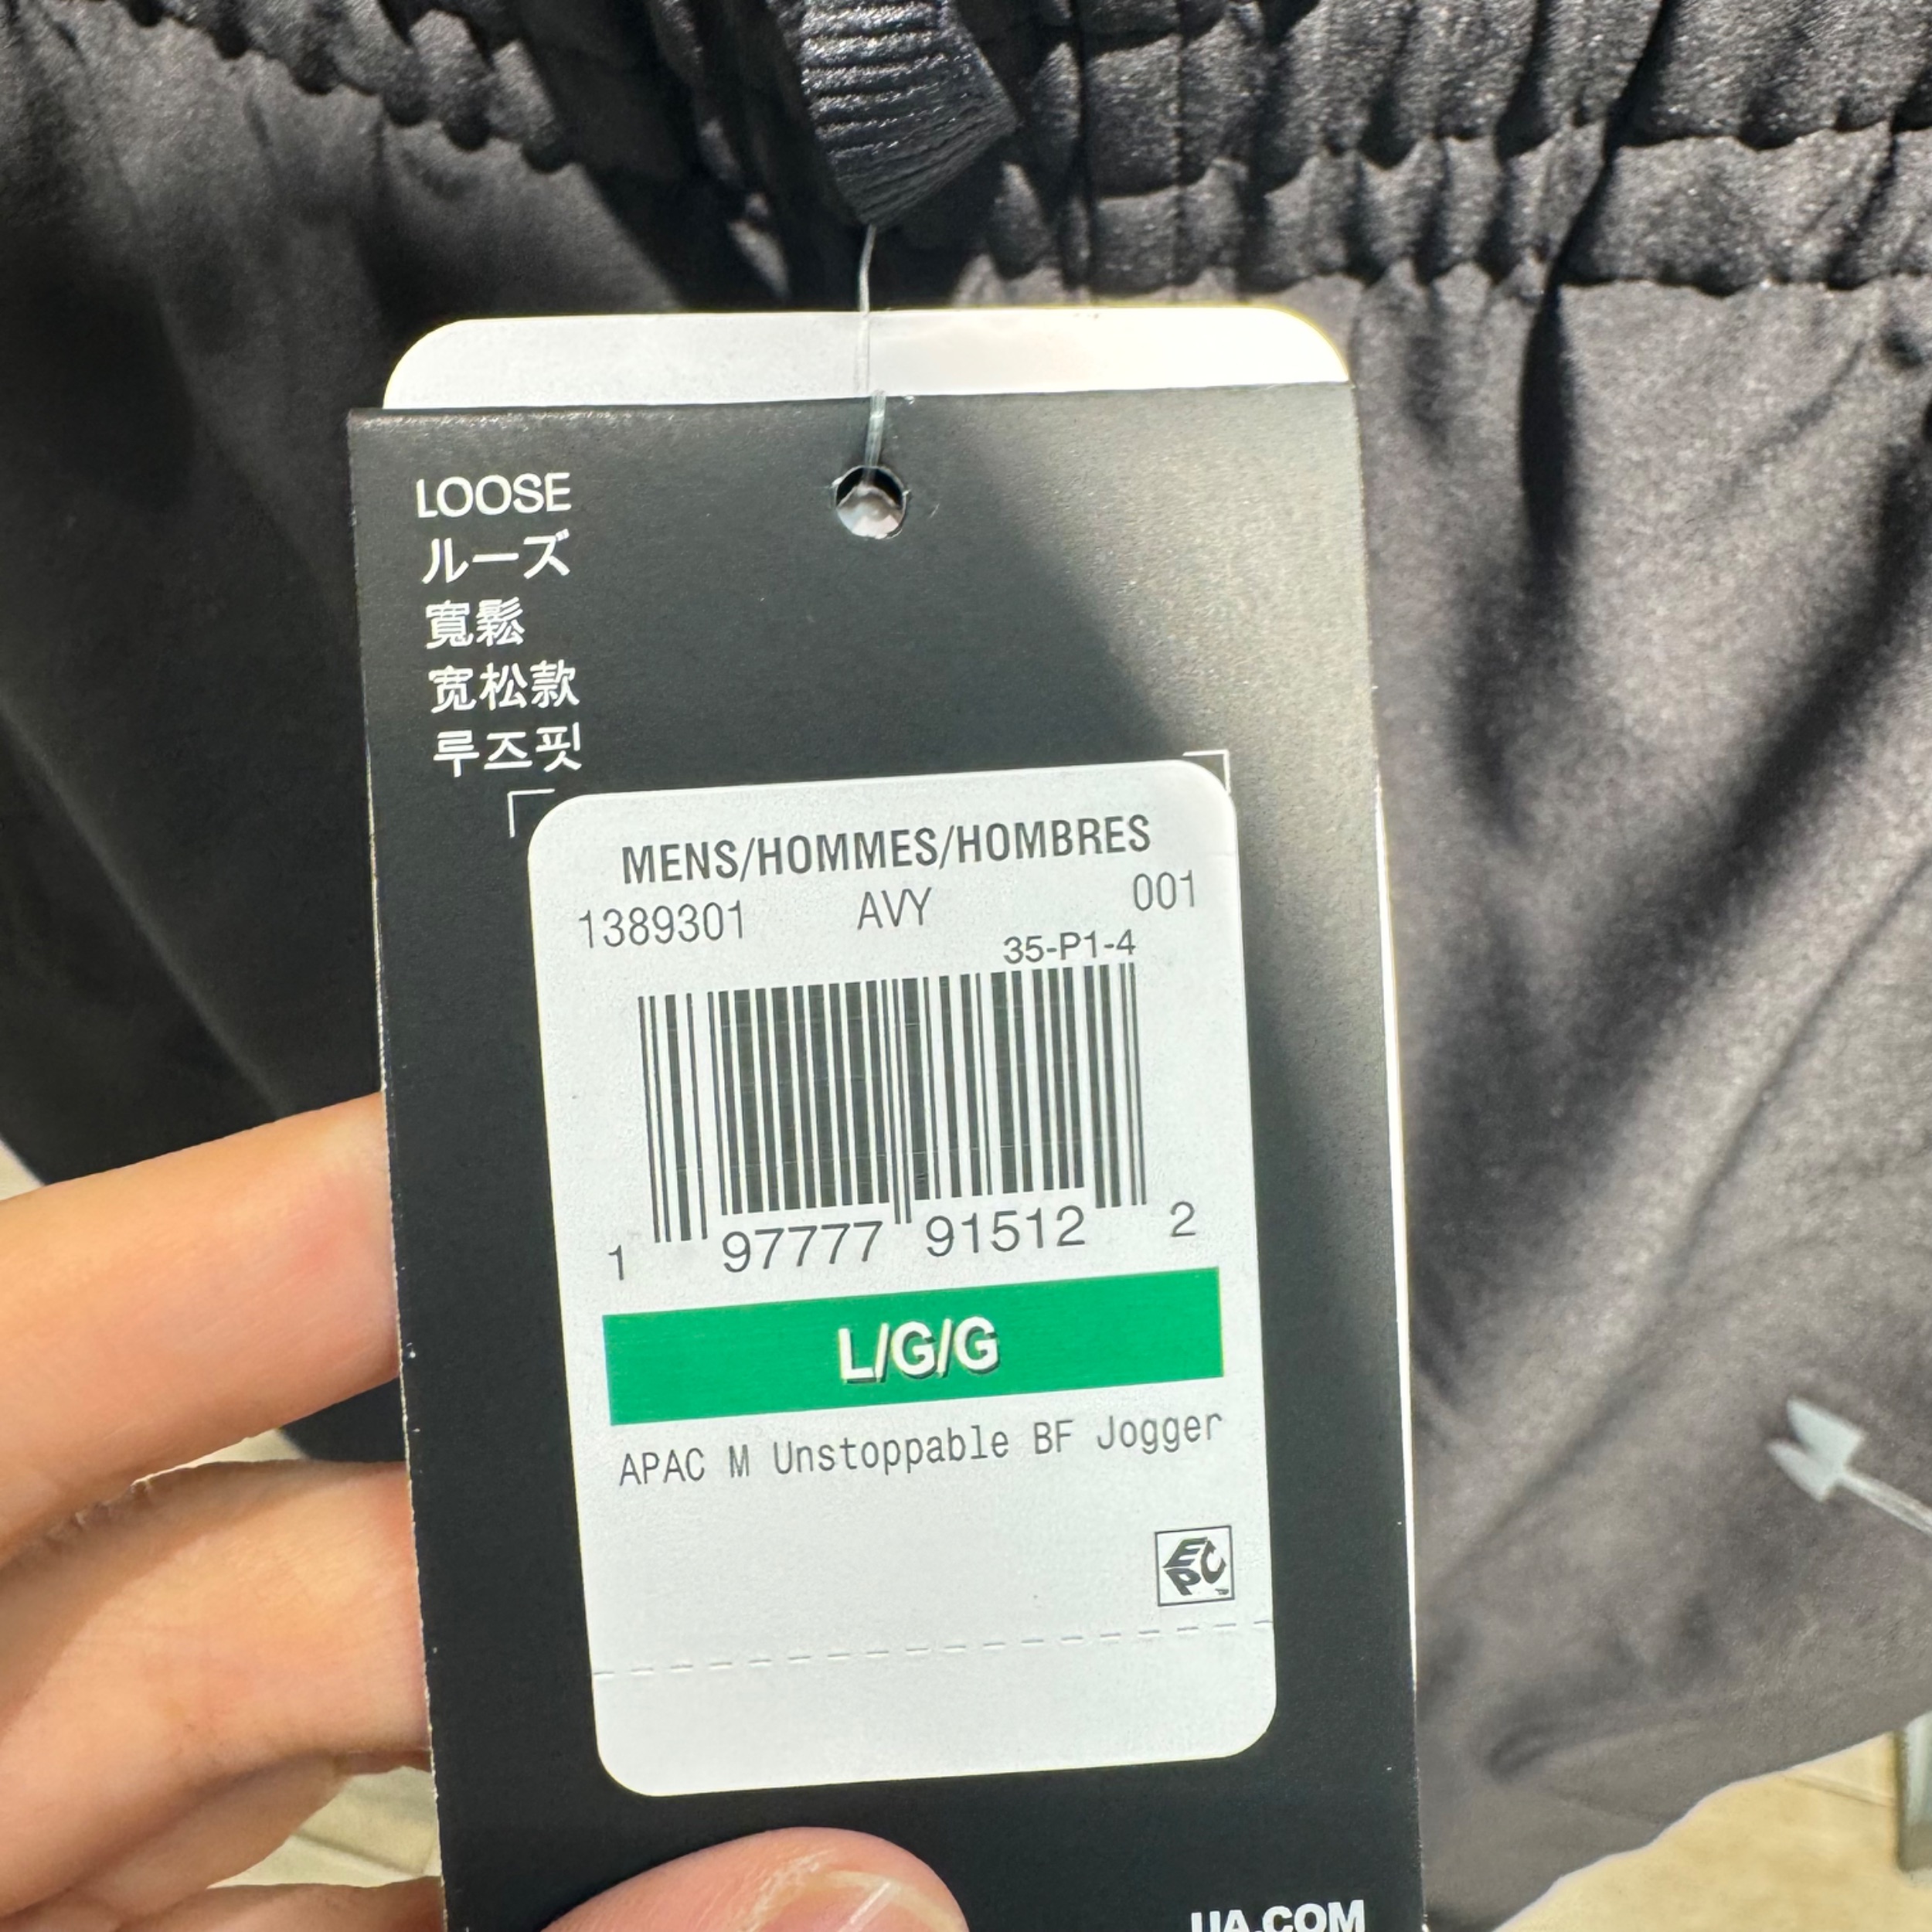 LOOSE
ルーズ
寬鬆
宽松款
루즈핏
MENS/HOMMES/HOMBRES
1389301 AVY 001
35-P1-4
1 97777 91512 2
L/G/G
APAC M Unstoppable BF Jogger
EPC
UA.COM